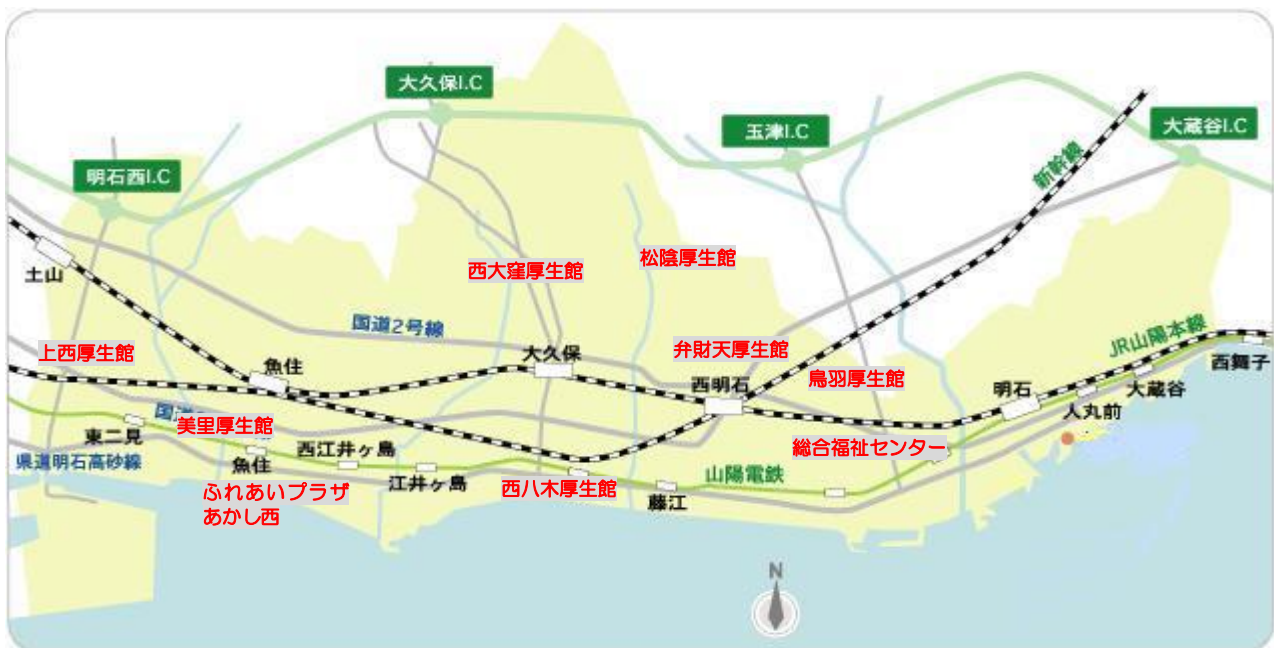 大久保I.C
玉津I.C
大蔵谷I.C
明石西I.C
新幹線
土山
西大窪厚生館
松陰厚生館
国道2号線
上西厚生館
魚住
大久保
弁財天厚生館
西明石
鳥羽厚生館
明石
JR山陽本線
大蔵谷
西舞子
人丸前
東二見
国道
美里厚生館
県道明石高砂線
魚住
西江井ヶ島
江井ヶ島
総合福祉センター
山陽電鉄
ふれあいプラザ
あかし西
西八木厚生館
藤江
N